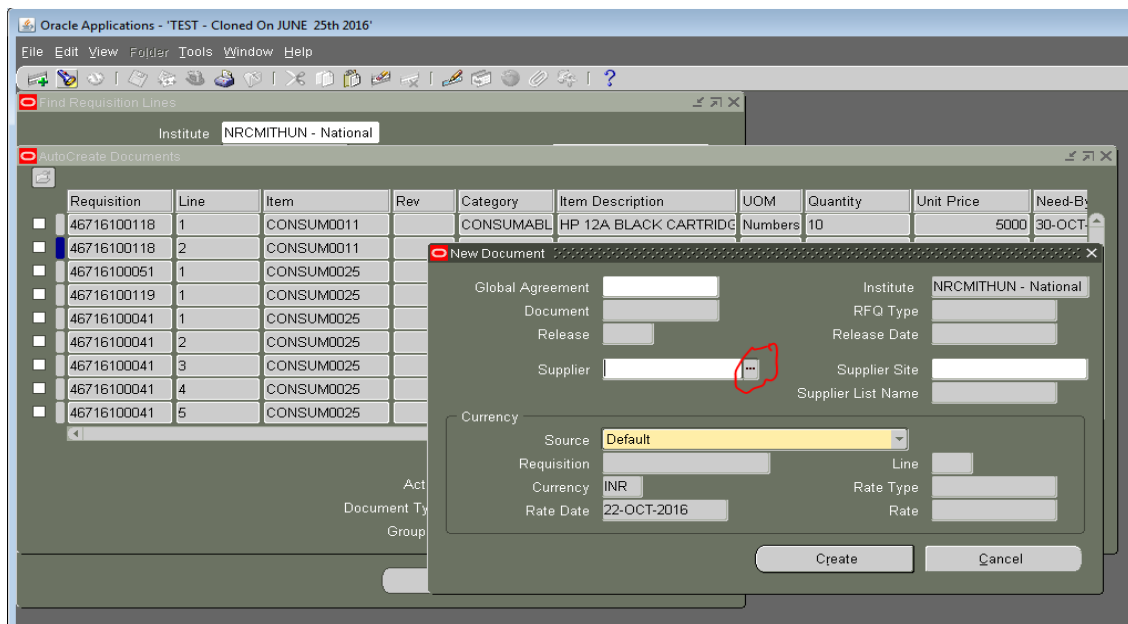 Oracle Applications - 'TEST - Cloned On JUNE 25th 2016'
File Edit View Folder Tools Window Help
Find Requisition Lines
Institute NRCMITHUN - National
AutoCreate Documents
Requisition Line Item Rev Category Item Description UOM Quantity Unit Price Need-By
46716100118 1 CONSUM0011 CONSUMABL HP 12A BLACK CARTRIDG Numbers 10 5000 30-OCT-
46716100118 2 CONSUM0011
46716100051 1 CONSUM0025
46716100119 1 CONSUM0025
46716100041 1 CONSUM0025
46716100041 2 CONSUM0025
46716100041 3 CONSUM0025
46716100041 4 CONSUM0025
46716100041 5 CONSUM0025
Act
Document Ty
Group
New Document
Global Agreement Institute NRCMITHUN - National
Document RFQ Type
Release Release Date
Supplier ... Supplier Site
Supplier List Name
Currency
Source Default
Requisition Line
Currency INR Rate Type
Rate Date 22-OCT-2016 Rate
Create Cancel